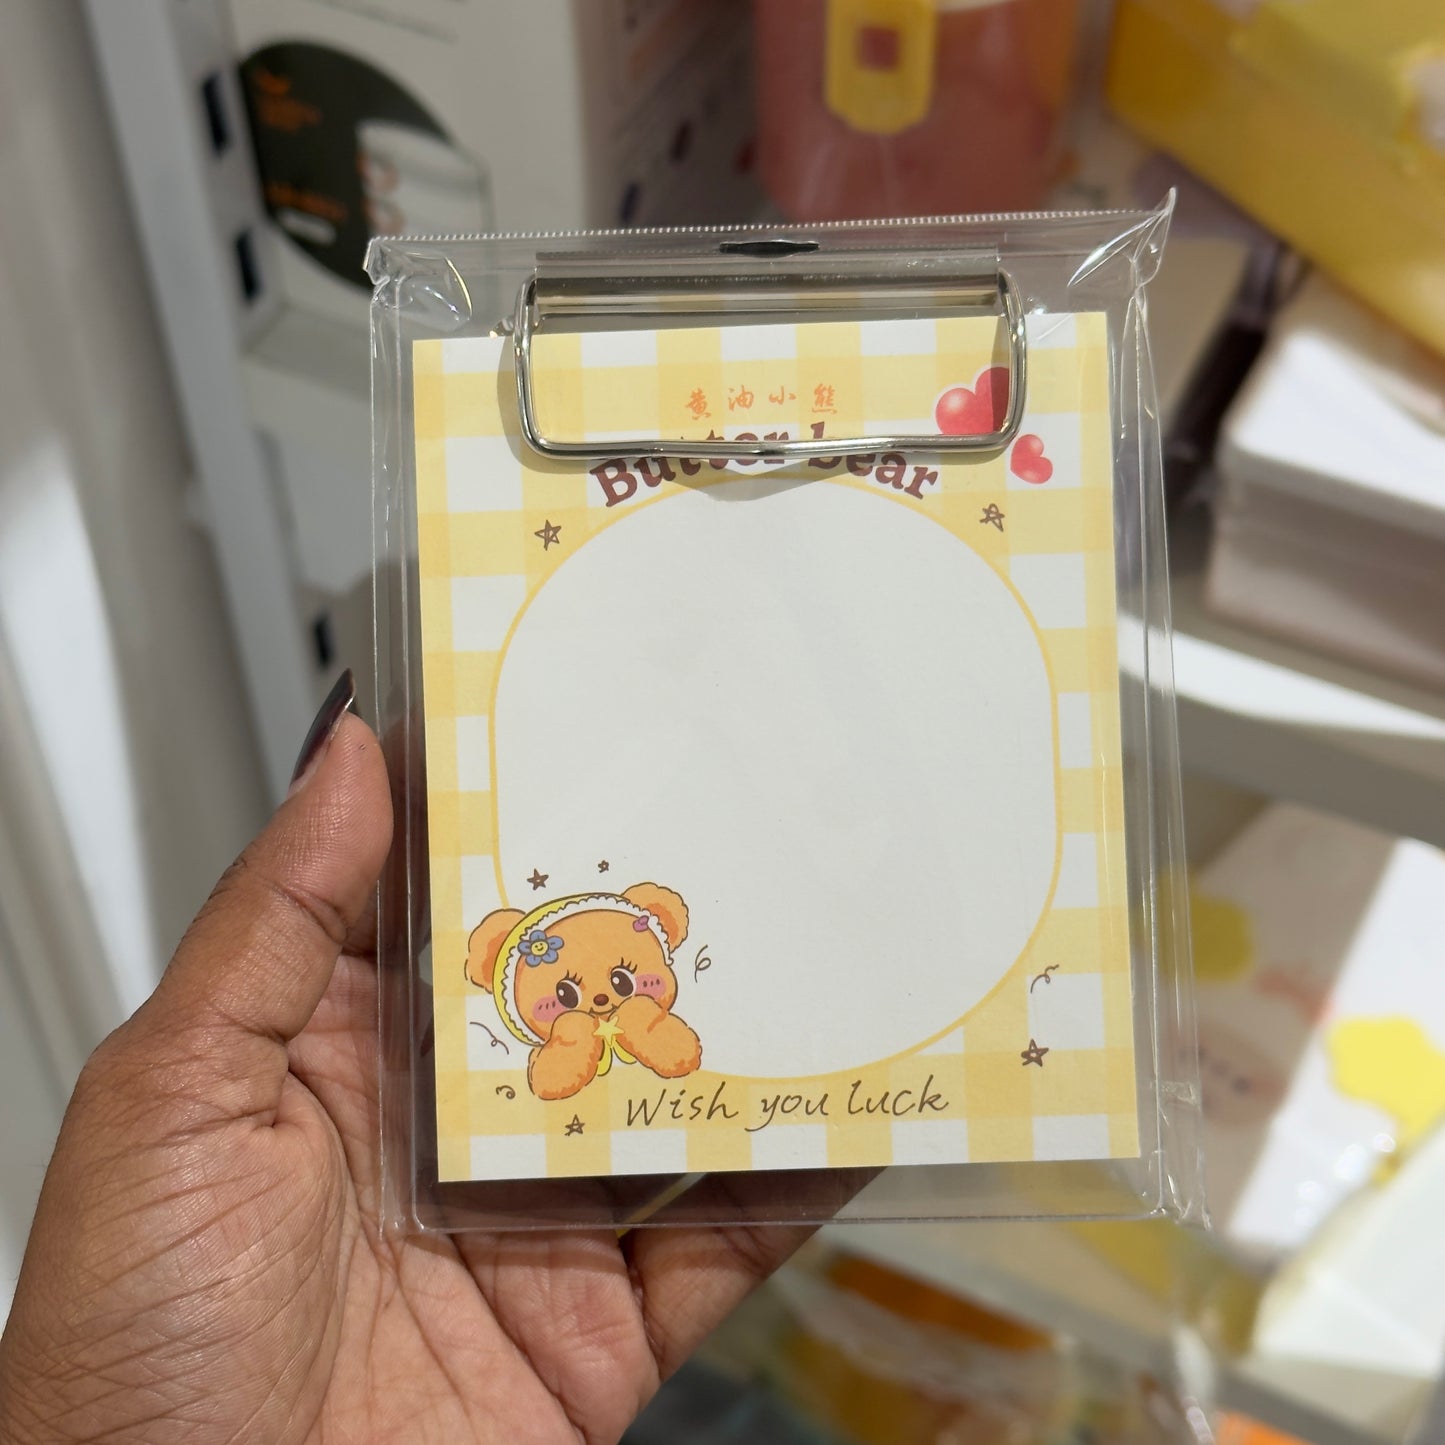 黄油小熊
Butter bear
Wish you luck